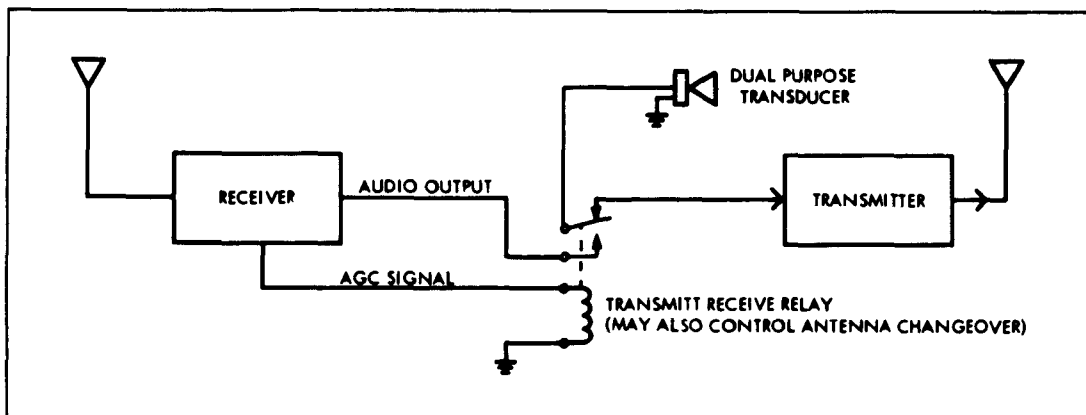 DUAL PURPOSE
TRANSDUCER
RECEIVER
AUDIO OUTPUT
TRANSMITTER
AGC SIGNAL
TRANSMITT RECEIVE RELAY
(MAY ALSO CONTROL ANTENNA CHANGEOVER)